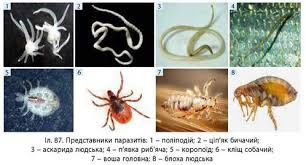 1 2 3 4
5 6 7 8
Іл. 87. Представники паразитів: 1 – поліподій; 2 – ціп'як бичачий;
3 – аскарида людська; 4 – п'явка риб'яча; 5 – коропоїд; 6 – кліщ собачий;
7 – воша головна; 8 – блоха людська